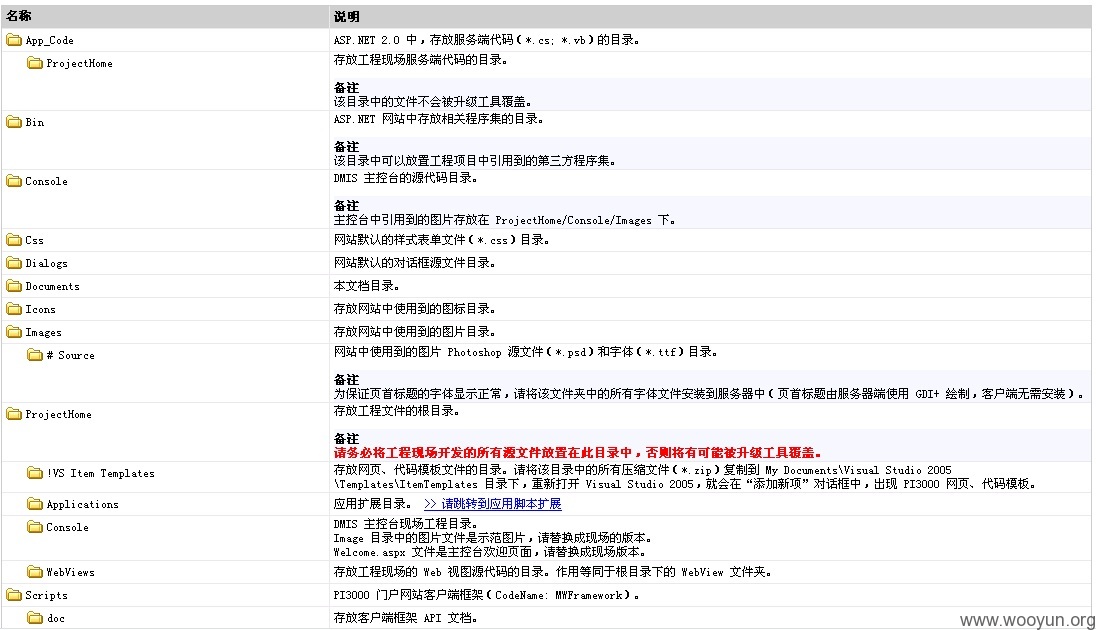 名称 说明
App_Code ASP.NET 2.0 中，存放服务端代码(*.cs; *.vb)的目录。
ProjectHome 存放工程现场服务端代码的目录。
备注
该目录中的文件不会被升级工具覆盖。
Bin ASP.NET 网站中存放相关程序集的目录。
备注
该目录中可以放置工程项目中引用到的第三方程序集。
Console DMIS 主控台的源代码目录。
备注
主控台中引用到的图片存放在 ProjectHome/Console/Images 下。
Css 网站默认的样式表单文件(*.css)目录。
Dialogs 网站默认的对话框源文件目录。
Documents 本文档目录。
Icons 存放网站中使用到的图标目录。
Images 存放网站中使用到的图片目录。
# Source 网站中使用到的图片 Photoshop 源文件(*.psd)和字体(*.ttf)目录。
备注
为保证页首标题的字体显示正常，请将该文件夹中的所有字体文件安装到服务器中(页首标题由服务器端使用 GDI+ 绘制，客户端无需安装)。
ProjectHome 存放工程文件的根目录。
备注
请务必将工程现场开发的所有源文件放置在此目录中，否则将有可能被升级工具覆盖。
!VS Item Templates 存放网页、代码模板文件的目录。请将该目录中的所有压缩文件(*.zip)复制到 My Documents\Visual Studio 2005
\Templates\ItemTemplates 目录下，重新打开 Visual Studio 2005，就会在“添加新项”对话框中，出现 PI3000 网页、代码模板。
Applications 应用扩展目录。 >> 请跳转到应用脚本扩展
Console DMIS 主控台现场工程目录。
Image 目录中的图片文件是示范图片，请替换成现场的版本。
Welcome.aspx 文件是主控台欢迎页面，请替换成现场版本。
WebViews 存放工程现场的 Web 视图源代码的目录。作用等同于根目录下的 WebView 文件夹。
Scripts PI3000 门户网站客户端框架(CodeName: MWFramework)。
doc 存放客户端框架 API 文档。
www.wooyun.org